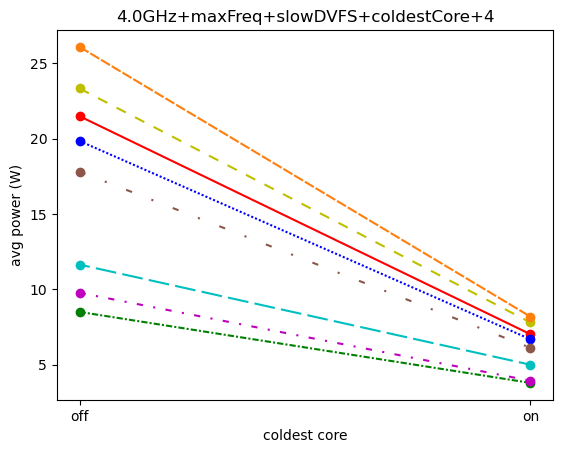 4.0GHz+maxFreq+slowDVFS+coldestCore+4
25
20
15
10
5
avg power (W)
off
on
coldest core